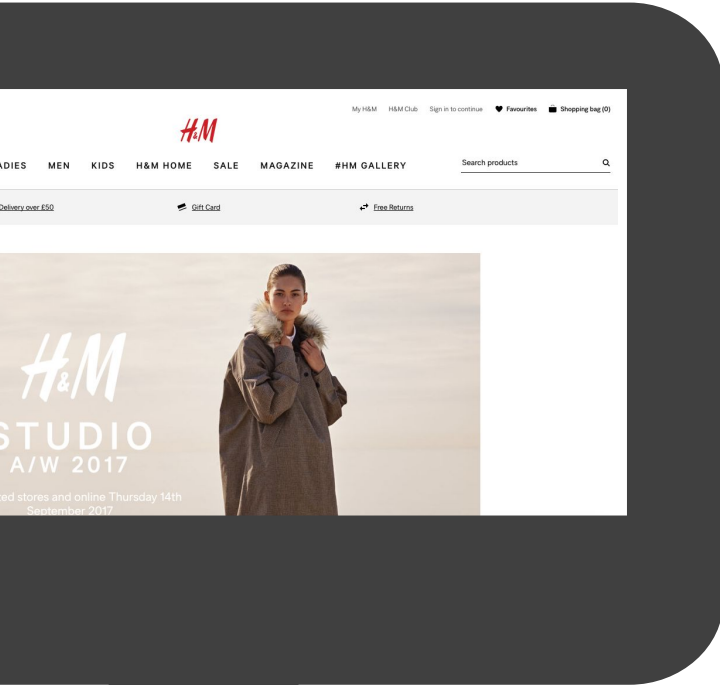 My H&M H&M Club Sign in to continue Favourites Shopping bag (0)
H&M
ADIES MEN KIDS H&M HOME SALE MAGAZINE #HM GALLERY Search products
Delivery over £50 Gift Card Free Returns
H&M
STUDIO
A/W 2017
ted stores and online Thursday 14th
September 2017